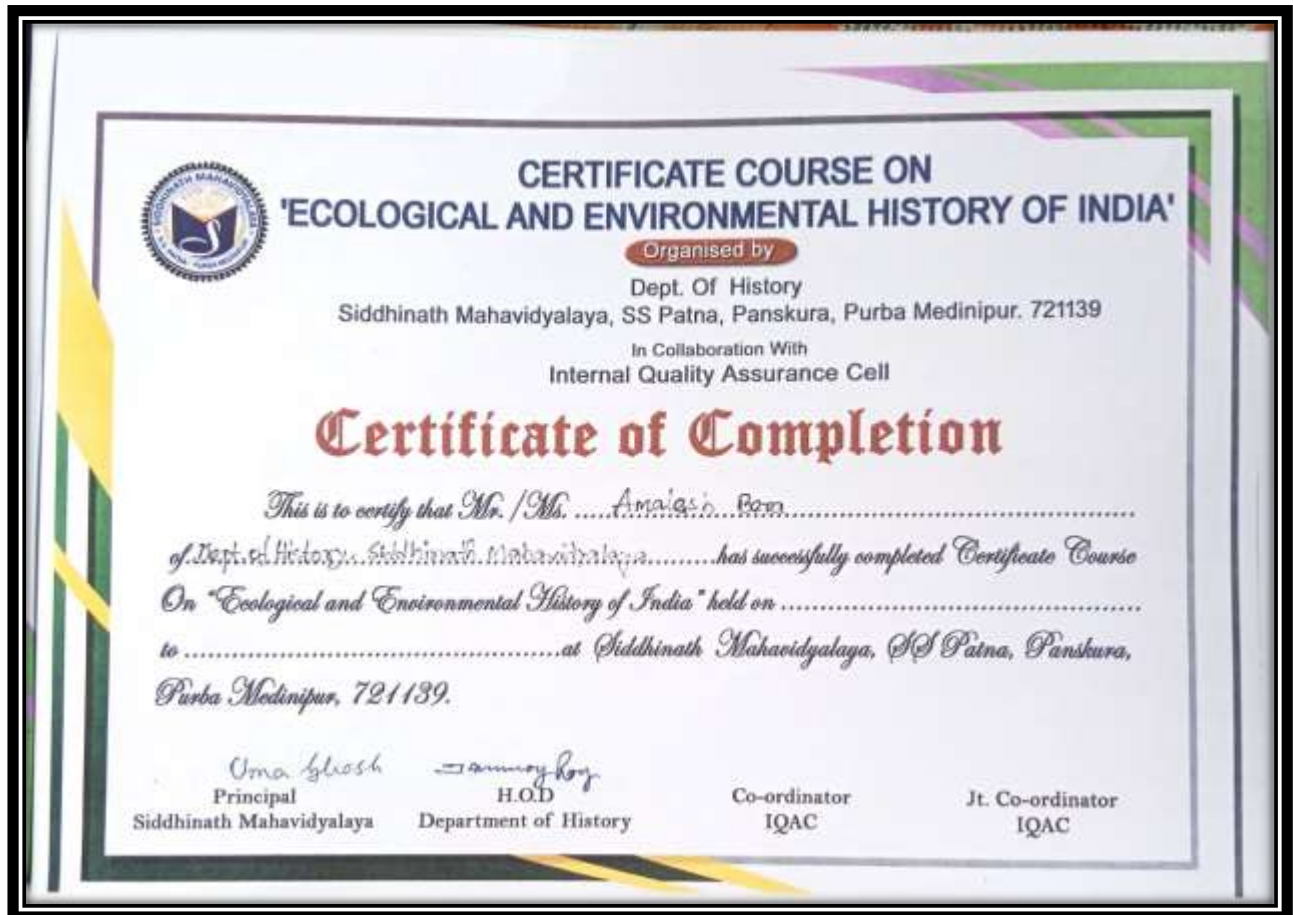 SIDDHINATH MAHAVIDYALAYA
CERTIFICATE COURSE ON
'ECOLOGICAL AND ENVIRONMENTAL HISTORY OF INDIA'
Organised by
Dept. Of History
Siddhinath Mahavidyalaya, SS Patna, Panskura, Purba Medinipur. 721139
In Collaboration With
Internal Quality Assurance Cell
Certificate of Completion
This is to certify that Mr. / Ms. ..........................
of Dept. of History, Siddhinath Mahavidyalaya ......... has successfully completed Certificate Course
On "Ecological and Environmental History of India" held on ..........................
to .......................... at Siddhinath Mahavidyalaya, SS Patna, Panskura,
Purba Medinipur, 721139.
Uma Ghosh
Principal
Siddhinath Mahavidyalaya
Roy
H.O.D
Department of History
Co-ordinator
IQAC
Jt. Co-ordinator
IQAC